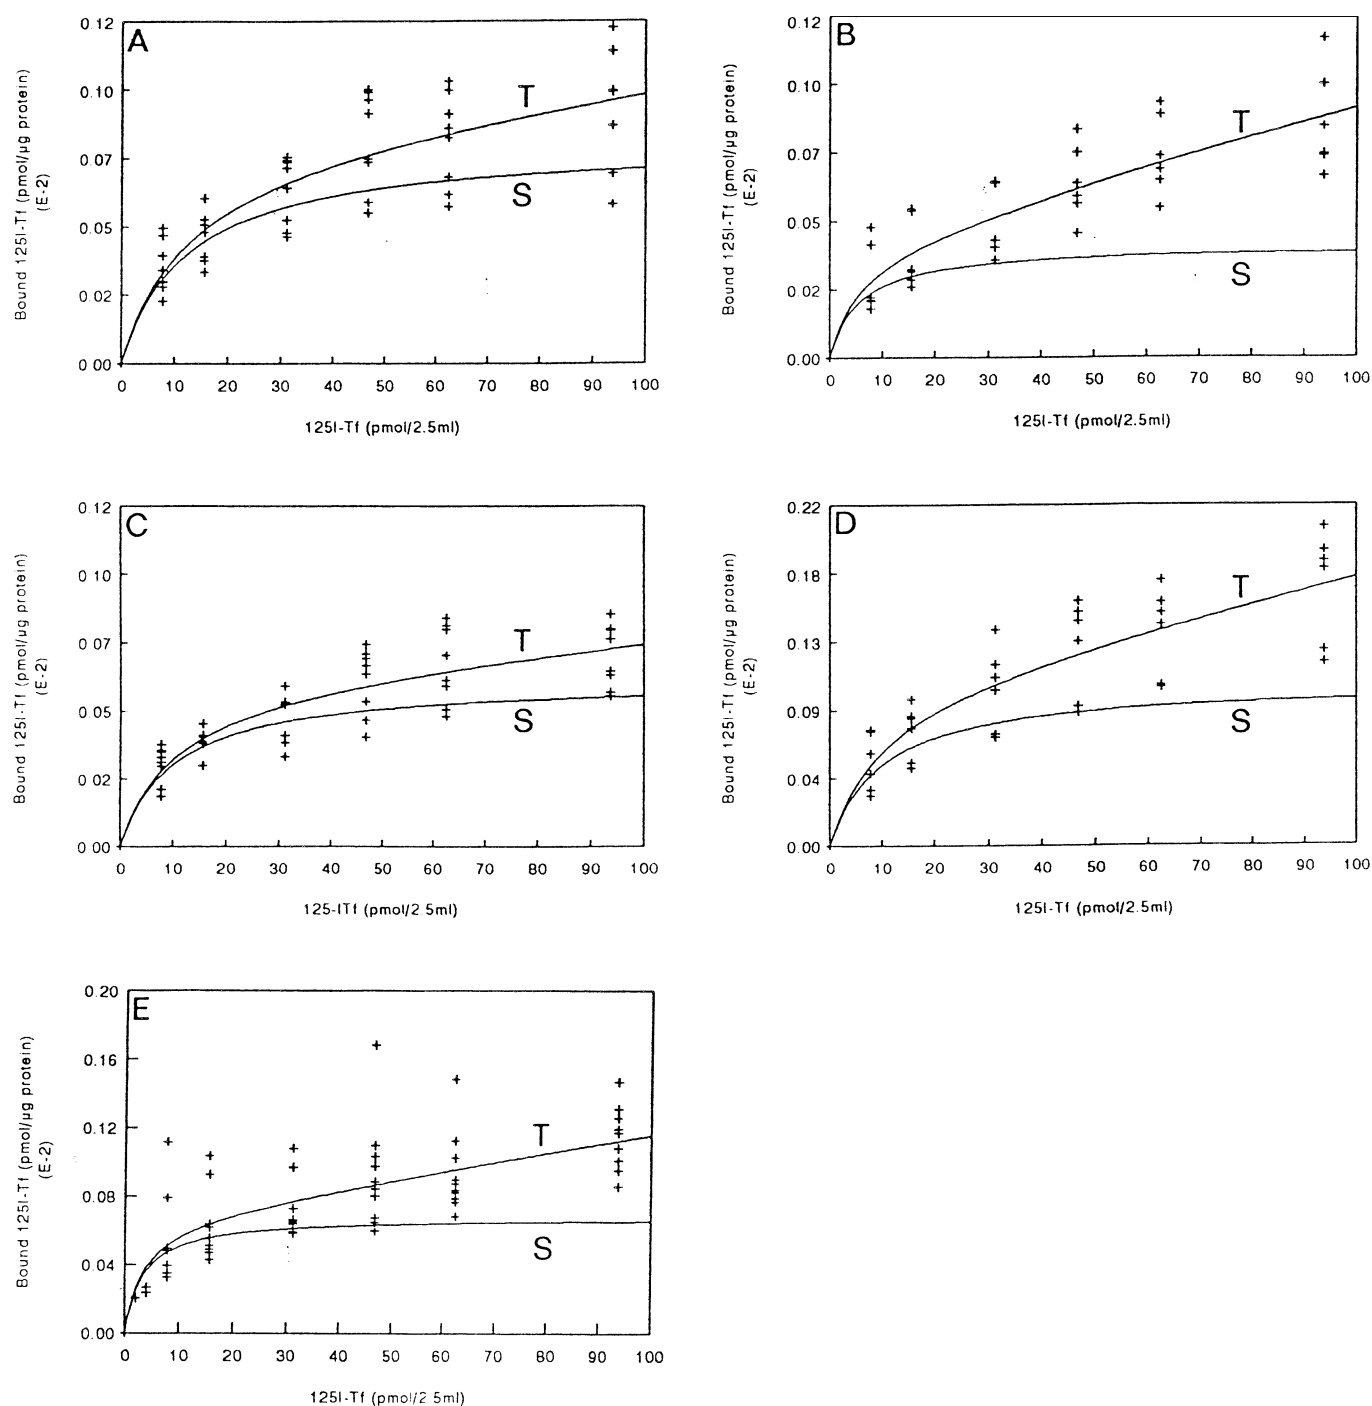 A
0.12
0.10
0.07
0.05
0.02
0 00
Bound 125I-Tf (pmol/µg protein)
(E-2)
T
S
0 10 20 30 40 50 60 70 80 90 100
125I-Tf (pmol/2.5ml)
B
0.12
0.10
0.07
0.05
0.02
0.00
Bound 125I-Tf (pmol/µg protein)
(E-2)
T
S
0 10 20 30 40 50 60 70 80 90 100
125I-Tf (pmol/2.5ml)
C
0 12
0 10
0 07
0 05
0 02
0 00
Bound 125I-Tf (pmol/µg protein)
(E-2)
T
S
0 10 20 30 40 50 60 70 80 90 100
125-ITf (pmol/2 5ml)
D
0.22
0.18
0.13
0.09
0.04
0.00
Bound 125I-Tf (pmol/µg protein)
(E-2)
T
S
0 10 20 30 40 50 60 70 80 90 100
125I-Tf (pmol/2.5ml)
E
0.20
0.16
0.12
0.08
0.04
0.00
Bound 125I-Tf (pmol/µg protein)
(E-2)
T
S
0 10 20 30 40 50 60 70 80 90 100
125I-Tf (pmol/2 5ml)